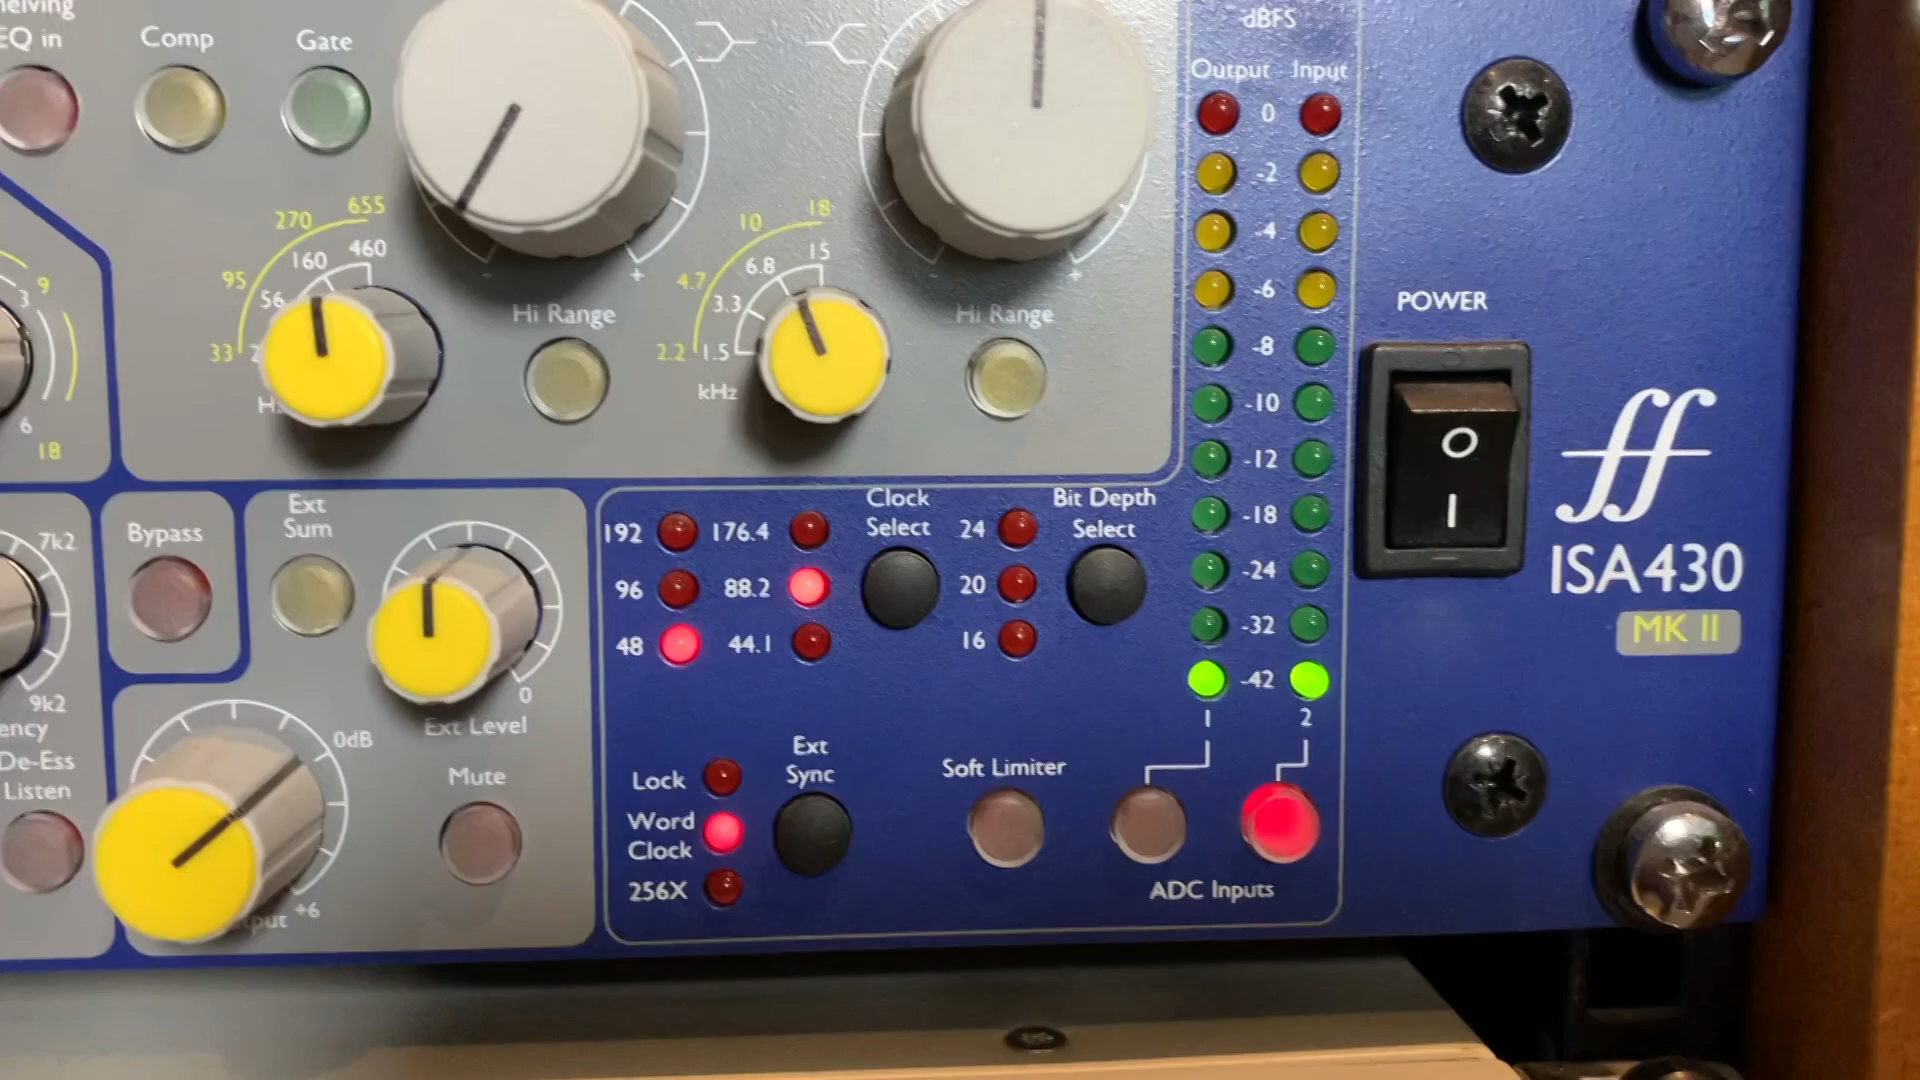 EQ in
Comp
Gate
655
270
460
160
95
56
33
Hi Range
18
10
15
6.8
4.7
3.3
2.2
1.5
kHz
Hi Range
- +
- +
9
3
6
18
dBFS
Output Input
0
-2
-4
-6
-8
-10
-12
-18
-24
-32
-42
1 2
POWER
O
I
ff
ISA430
MK II
7k2
9k2
De-Ess
Listen
Bypass
Ext
Sum
0
Ext Level
0dB
+6
Mute
192 176.4
96 88.2
48 44.1
Clock
Select
24
20
16
Bit Depth
Select
Lock
Word
Clock
256X
Ext
Sync
Soft Limiter
ADC Inputs